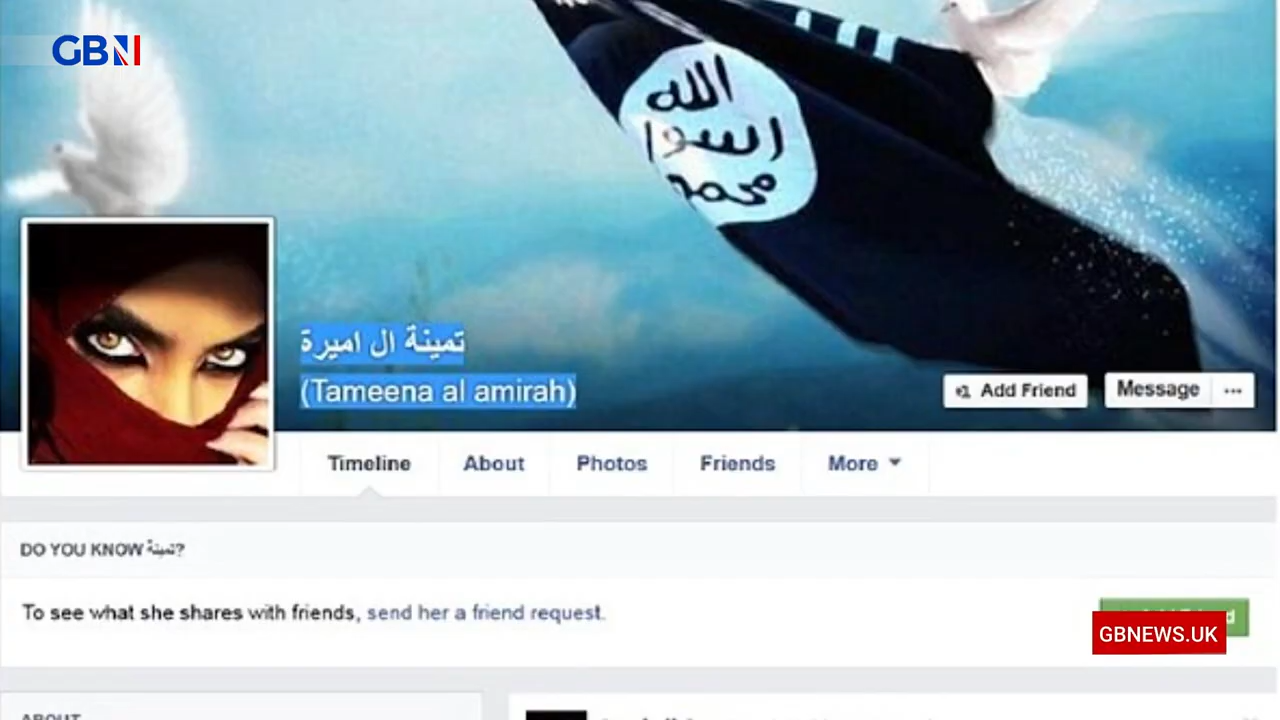 GBN
الله
رسول
محمد
تمينة ال اميرة
(Tameena al amirah)
Add Friend
Message
Timeline
About
Photos
Friends
More
DO YOU KNOW تمينة?
To see what she shares with friends, send her a friend request.
GBNEWS.UK
ABOUT